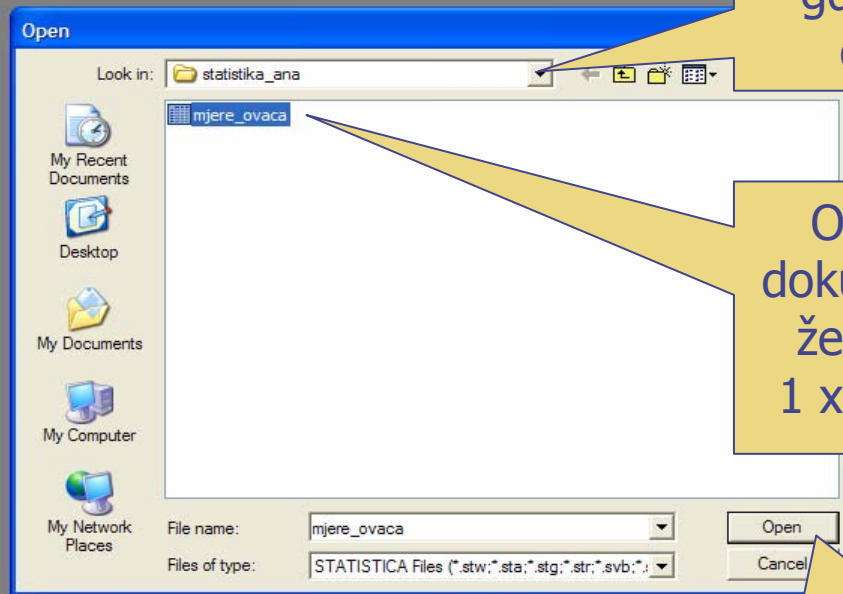 Open
Look in:
statistika_ana
mjere_ovaca
My Recent
Documents
Desktop
My Documents
My Computer
My Network
Places
File name:
mjere_ovaca
Open
Files of type:
STATISTICA Files (*.stw;*.sta;*.stg;*.str;*.svb;*.
Cancel
1 x